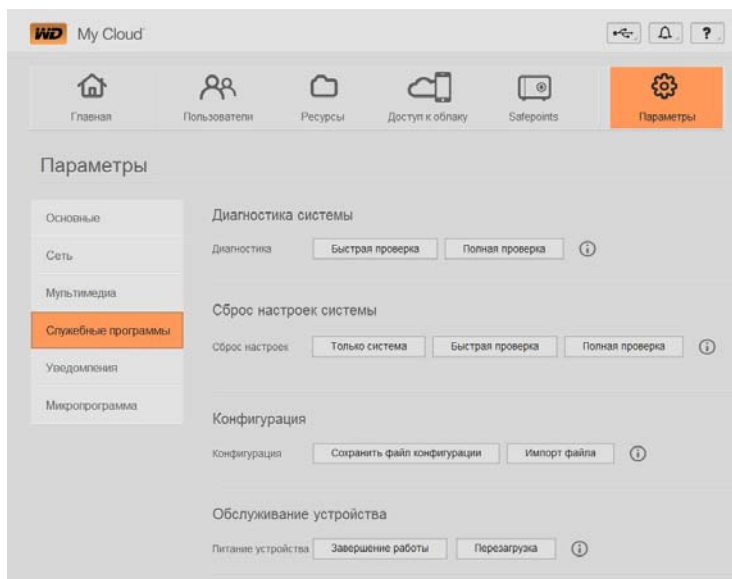 WD My Cloud
?
Главная Пользователи Ресурсы Доступ к облаку Safepoints Параметры
Параметры
Основные
Сеть
Мультимедиа
Служебные программы
Уведомления
Микропрограмма
Диагностика системы
Диагностика Быстрая проверка Полная проверка
Сброс настроек системы
Сброс настроек Только система Быстрая проверка Полная проверка
Конфигурация
Конфигурация Сохранить файл конфигурации Импорт файла
Обслуживание устройства
Питание устройства Завершение работы Перезагрузка